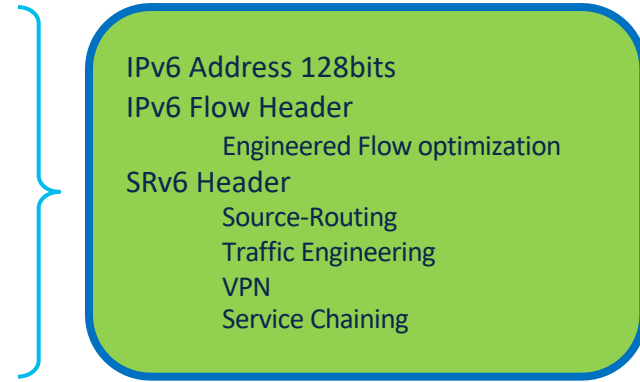 IPv6 Address 128bits
IPv6 Flow Header
Engineered Flow optimization
SRv6 Header
Source-Routing
Traffic Engineering
VPN
Service Chaining